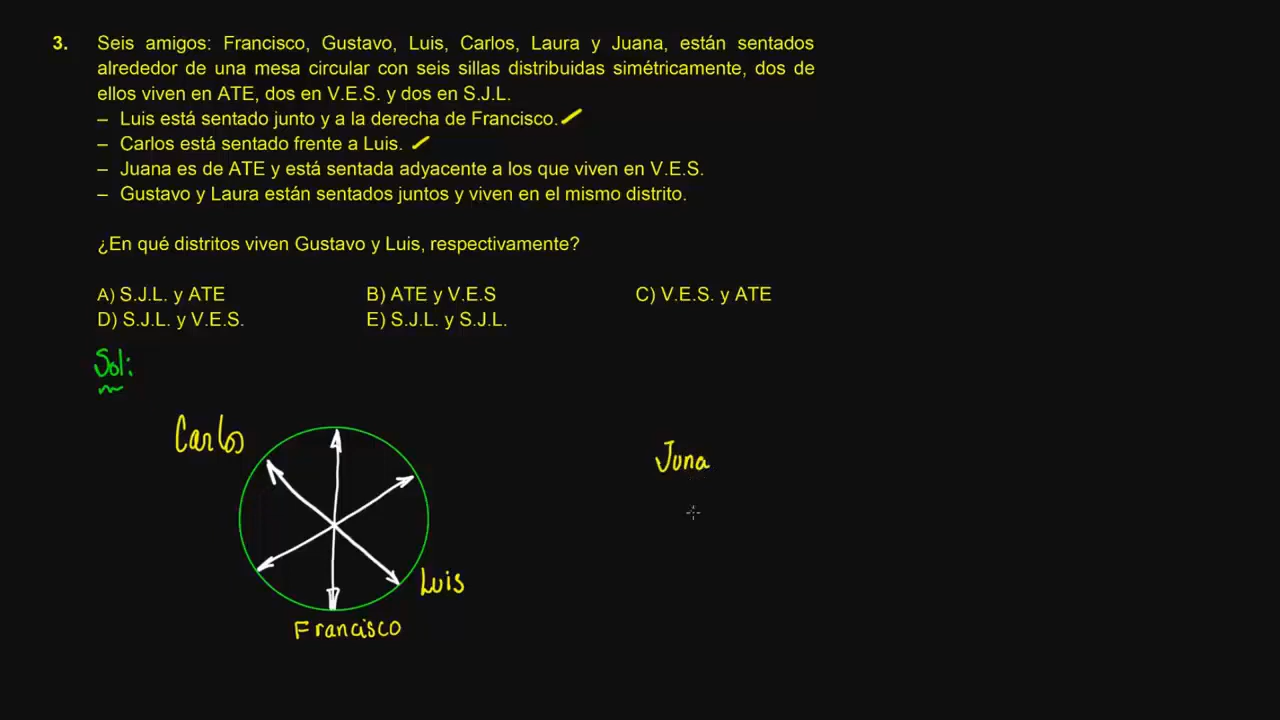 3. Seis amigos: Francisco, Gustavo, Luis, Carlos, Laura y Juana, están sentados
alrededor de una mesa circular con seis sillas distribuidas simétricamente, dos de
ellos viven en ATE, dos en V.E.S. y dos en S.J.L.
– Luis está sentado junto y a la derecha de Francisco.
– Carlos está sentado frente a Luis.
– Juana es de ATE y está sentada adyacente a los que viven en V.E.S.
– Gustavo y Laura están sentados juntos y viven en el mismo distrito.
¿En qué distritos viven Gustavo y Luis, respectivamente?
A) S.J.L. y ATE B) ATE y V.E.S C) V.E.S. y ATE
D) S.J.L. y V.E.S. E) S.J.L. y S.J.L.
Sol:
Carlos
Juna
Luis
Francisco